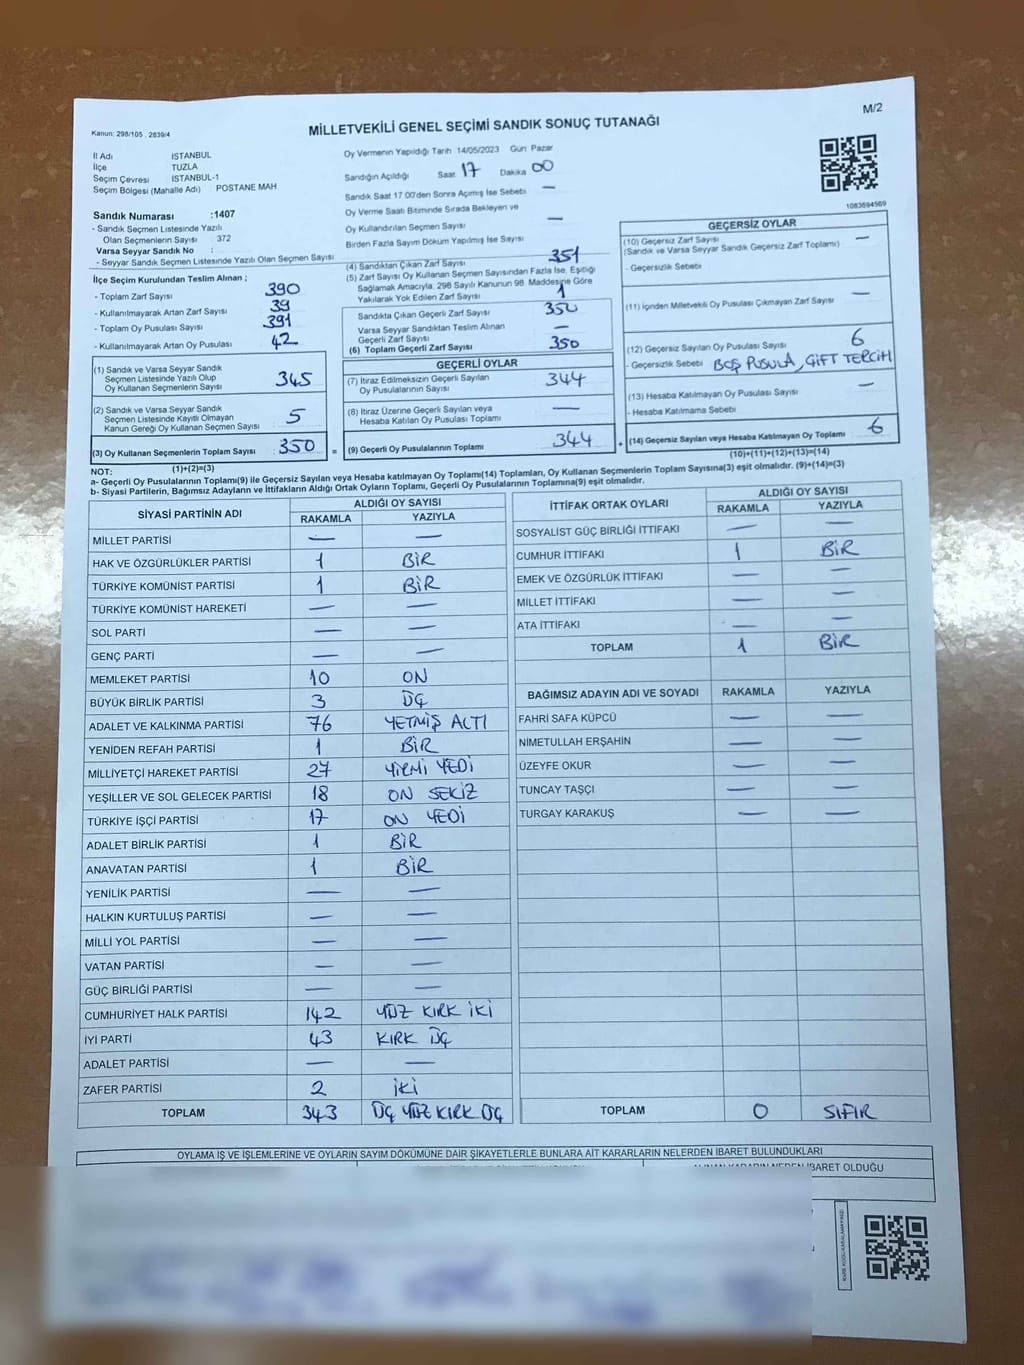 M/2
Kanun: 298/105 . 2839/4
MİLLETVEKİLİ GENEL SEÇİMİ SANDIK SONUÇ TUTANAĞI
İl Adı İSTANBUL
İlçe TUZLA
Seçim Çevresi İSTANBUL-1
Seçim Bölgesi (Mahalle Adı) POSTANE MAH
Sandık Numarası :1407
- Sandık Seçmen Listesinde Yazılı
Olan Seçmenlerin Sayısı 372
Varsa Seyyar Sandık No :
- Seyyar Sandık Seçmen Listesinde Yazılı Olan Seçmen Sayısı
Oy Vermenin Yapıldığı Tarih 14/05/2023 Gün: Pazar
Sandığın Açıldığı Saat 17 Dakika 00
Sandık Saat 17 00'den Sonra Açımış İse Sebebi —
Oy Verme Saati Bitiminde Sırada Bekleyen ve
Oy Kullandırılan Seçmen Sayısı —
Birden Fazla Sayım Döküm Yapılmış İse Sayısı
1083694569
İlçe Seçim Kurulundan Teslim Alınan ;
- Toplam Zarf Sayısı 390
- Kullanılmayarak Artan Zarf Sayısı 39
- Toplam Oy Pusulası Sayısı 391
- Kullanılmayarak Artan Oy Pusulası 42
(4) Sandıktan Çıkan Zarf Sayısı 351
(5) Zarf Sayısı Oy Kullanan Seçmen Sayısından Fazla İse, Eşitliği
Sağlamak Amacıyla, 298 Sayılı Kanunun 98. Maddesine Göre
Yakılarak Yok Edilen Zarf Sayısı 1
Sandıkta Çıkan Geçerli Zarf Sayısı 350
Varsa Seyyar Sandıktan Teslim Alınan
Geçerli Zarf Sayısı —
(6) Toplam Geçerli Zarf Sayısı 350
GEÇERSİZ OYLAR
(10) Geçersiz Zarf Sayısı —
(Sandık ve Varsa Seyyar Sandık Geçersiz Zarf Toplamı)
- Geçersizlik Sebebi
(11) İçinden Milletvekili Oy Pusulası Çıkmayan Zarf Sayısı —
(12) Geçersiz Sayılan Oy Pusulası Sayısı 6
- Geçersizlik Sebebi BOŞ PUSULA, ÇİFT TERCİH
(13) Hesaba Katılmayan Oy Pusulası Sayısı —
- Hesaba Katılmama Sebebi
(14) Geçersiz Sayılan veya Hesaba Katılmayan Oy Toplamı 6
(10)+(11)+(12)+(13)=(14)
(1) Sandık ve Varsa Seyyar Sandık
Seçmen Listesinde Yazılı Olup
Oy Kullanan Seçmenlerin Sayısı 345
(2) Sandık ve Varsa Seyyar Sandık
Seçmen Listesinde Kayıtlı Olmayan
Kanun Gereği Oy Kullanan Seçmen Sayısı 5
(3) Oy Kullanan Seçmenlerin Toplam Sayısı 350 =
(1)+(2)=(3)
GEÇERLİ OYLAR
(7) İtiraz Edilmeksizin Geçerli Sayılan
Oy Pusulalarının Sayısı 344
(8) İtiraz Üzerine Geçerli Sayılan veya
Hesaba Katılan Oy Pusulası Toplamı —
(9) Geçerli Oy Pusulalarının Toplamı 344 +
NOT:
a- Geçerli Oy Pusulalarının Toplamı(9) ile Geçersiz Sayılan veya Hesaba katılmayan Oy Toplamı(14) Toplamları, Oy Kullanan Seçmenlerin Toplam Sayısına(3) eşit olmalıdır. (9)+(14)=(3)
b- Siyasi Partilerin, Bağımsız Adayların ve İttifakların Aldığı Ortak Oyların Toplamı, Geçerli Oy Pusulalarının Toplamına(9) eşit olmalıdır.
SİYASİ PARTİNİN ADI ALDIĞI OY SAYISI
RAKAMLA YAZIYLA
MİLLET PARTİSİ — —
HAK VE ÖZGÜRLÜKLER PARTİSİ 1 BİR
TÜRKİYE KOMÜNİST PARTİSİ 1 BİR
TÜRKİYE KOMÜNİST HAREKETİ — —
SOL PARTİ — —
GENÇ PARTİ — —
MEMLEKET PARTİSİ 10 ON
BÜYÜK BİRLİK PARTİSİ 3 ÜÇ
ADALET VE KALKINMA PARTİSİ 76 YETMİŞ ALTI
YENİDEN REFAH PARTİSİ 1 BİR
MİLLİYETÇİ HAREKET PARTİSİ 27 YİRMİ YEDİ
YEŞİLLER VE SOL GELECEK PARTİSİ 18 ON SEKİZ
TÜRKİYE İŞÇİ PARTİSİ 17 ON YEDİ
ADALET BİRLİK PARTİSİ 1 BİR
ANAVATAN PARTİSİ 1 BİR
YENİLİK PARTİSİ — —
HALKIN KURTULUŞ PARTİSİ — —
MİLLİ YOL PARTİSİ — —
VATAN PARTİSİ — —
GÜÇ BİRLİĞİ PARTİSİ — —
CUMHURİYET HALK PARTİSİ 142 YÜZ KIRK İKİ
İYİ PARTİ 43 KIRK ÜÇ
ADALET PARTİSİ — —
ZAFER PARTİSİ 2 İKİ
TOPLAM 343 ÜÇ YÜZ KIRK ÜÇ
İTTİFAK ORTAK OYLARI ALDIĞI OY SAYISI
RAKAMLA YAZIYLA
SOSYALİST GÜÇ BİRLİĞİ İTTİFAKI — —
CUMHUR İTTİFAKI 1 BİR
EMEK VE ÖZGÜRLÜK İTTİFAKI — —
MİLLET İTTİFAKI — —
ATA İTTİFAKI — —
TOPLAM 1 BİR
BAĞIMSIZ ADAYIN ADI VE SOYADI RAKAMLA YAZIYLA
FAHRİ SAFA KÜPCÜ — —
NİMETULLAH ERŞAHİN — —
ÜZEYFE OKUR — —
TUNCAY TAŞÇI — —
TURGAY KARAKUŞ — —
TOPLAM 0 SIFIR
OYLAMA İŞ VE İŞLEMLERİNE VE OYLARIN SAYIM DÖKÜMÜNE DAİR ŞİKAYETLERLE BUNLARA AİT KARARLARIN NELERDEN İBARET BULUNDUKLARI
ALINAN KARARIN NEDEN İBARET OLDUĞU